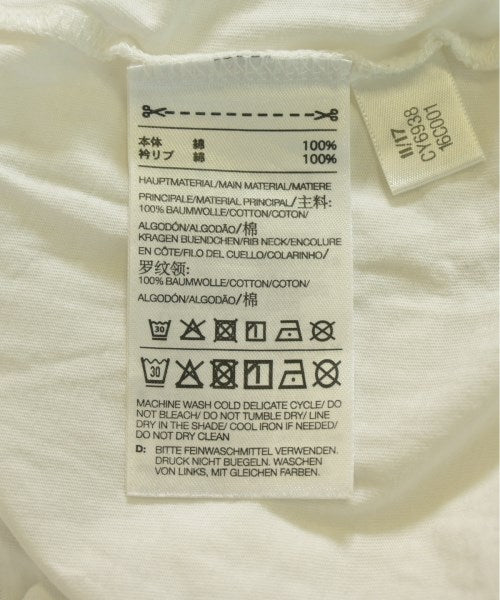 本体 綿 100%
衿リブ 綿 100%
HAUPTMATERIAL/MAIN MATERIAL/MATIERE
PRINCIPALE/MATERIAL PRINCIPAL/主料:
100% BAUMWOLLE/COTTON/COTON/
ALGODÓN/ALGODÃO/棉
KRAGEN BUENDCHEN/RIB NECK/ENCOLURE
EN CÔTE/FILO DEL CUELLO/COLARINHO/
罗纹领:
100% BAUMWOLLE/COTTON/COTON/
ALGODÓN/ALGODÃO/棉
30
30
MACHINE WASH COLD DELICATE CYCLE/ DO
NOT BLEACH/ DO NOT TUMBLE DRY/ LINE
DRY IN THE SHADE/ COOL IRON IF NEEDED/
DO NOT DRY CLEAN
D: BITTE FEINWASCHMITTEL VERWENDEN.
DRUCK NICHT BUEGELN. WASCHEN
VON LINKS, MIT GLEICHEN FARBEN.
11/17
CY6938
16C001